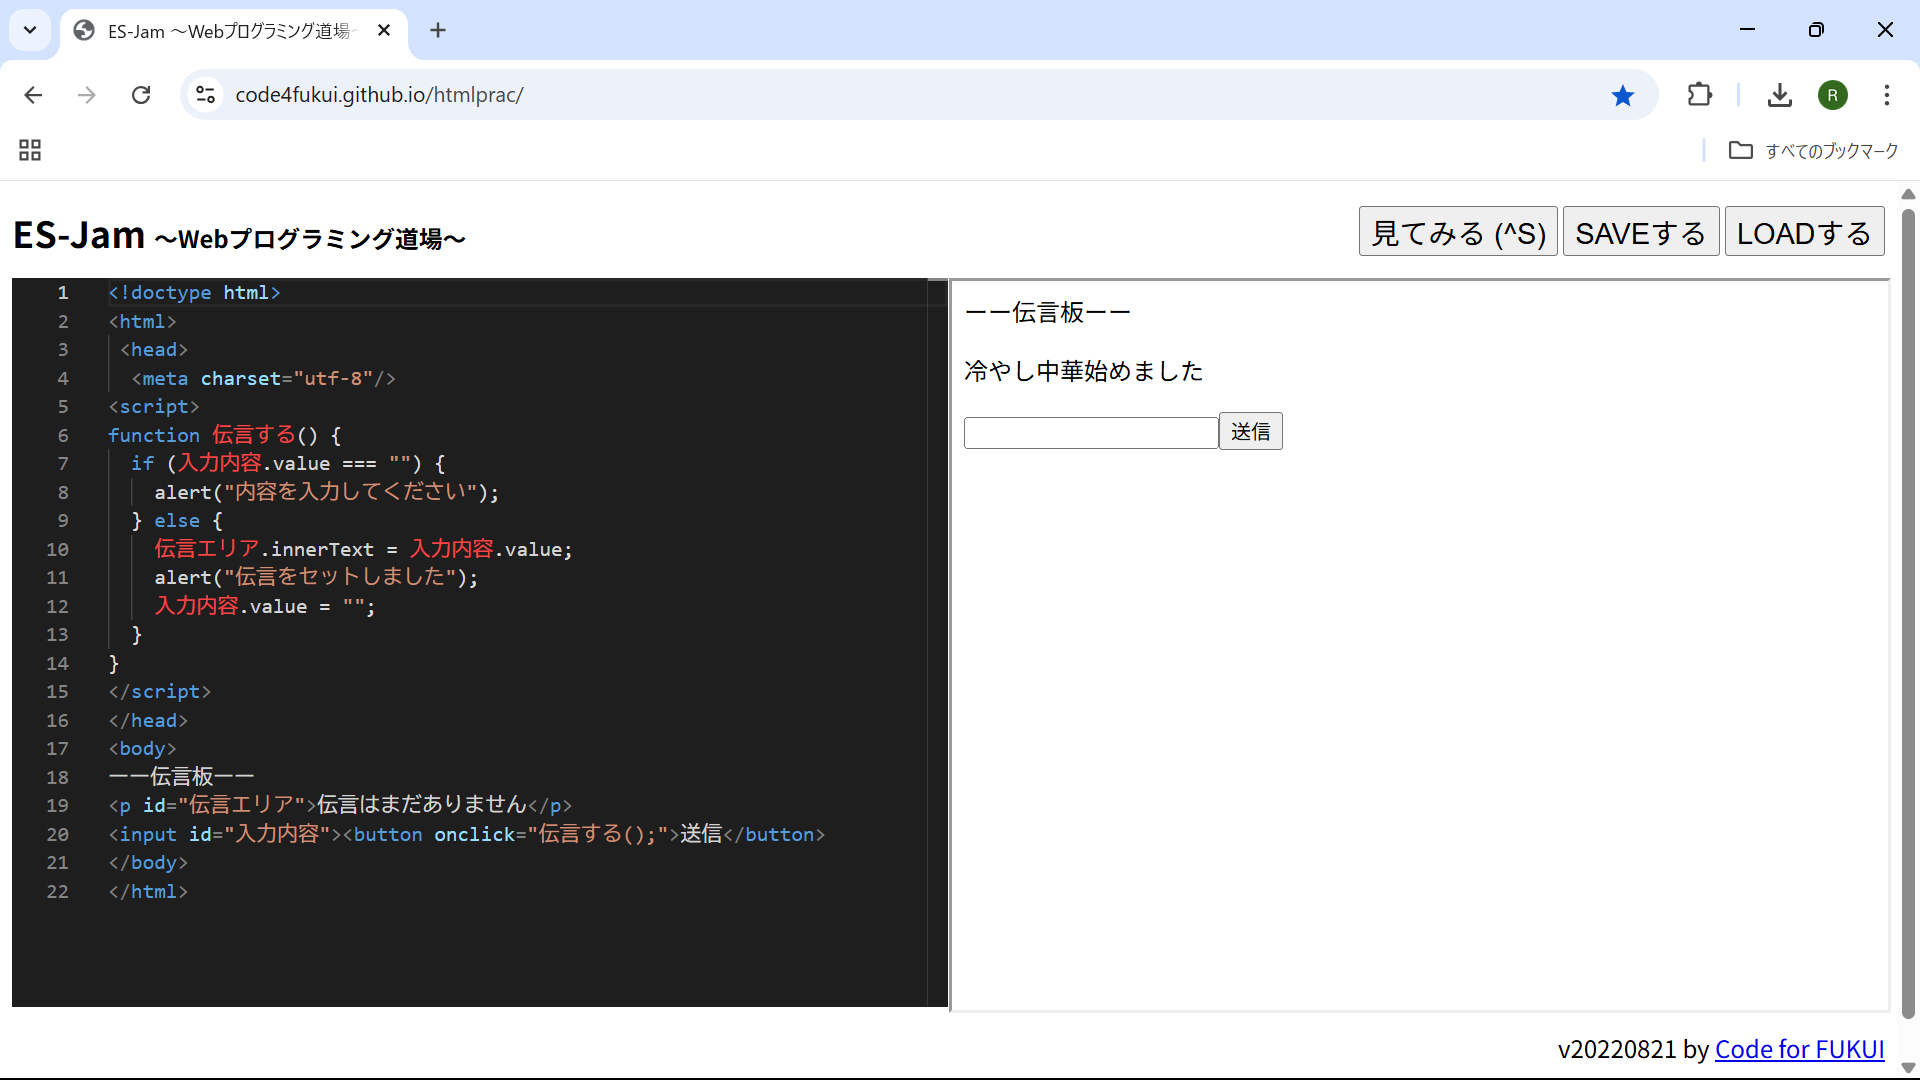 ES-Jam ～Webプログラミング道場～
code4fukui.github.io/htmlprac/
R
すべてのブックマーク
ES-Jam ～Webプログラミング道場～
見てみる (^S) SAVEする LOADする
1 <!doctype html>
2 <html>
3 <head>
4 <meta charset="utf-8"/>
5 <script>
6 function 伝言する() {
7 if (入力内容.value === "") {
8 alert("内容を入力してください");
9 } else {
10 伝言エリア.innerText = 入力内容.value;
11 alert("伝言をセットしました");
12 入力内容.value = "";
13 }
14 }
15 </script>
16 </head>
17 <body>
18 ーー伝言板ーー
19 <p id="伝言エリア">伝言はまだありません</p>
20 <input id="入力内容"><button onclick="伝言する();">送信</button>
21 </body>
22 </html>
ーー伝言板ーー
冷やし中華始めました
送信
v20220821 by Code for FUKUI